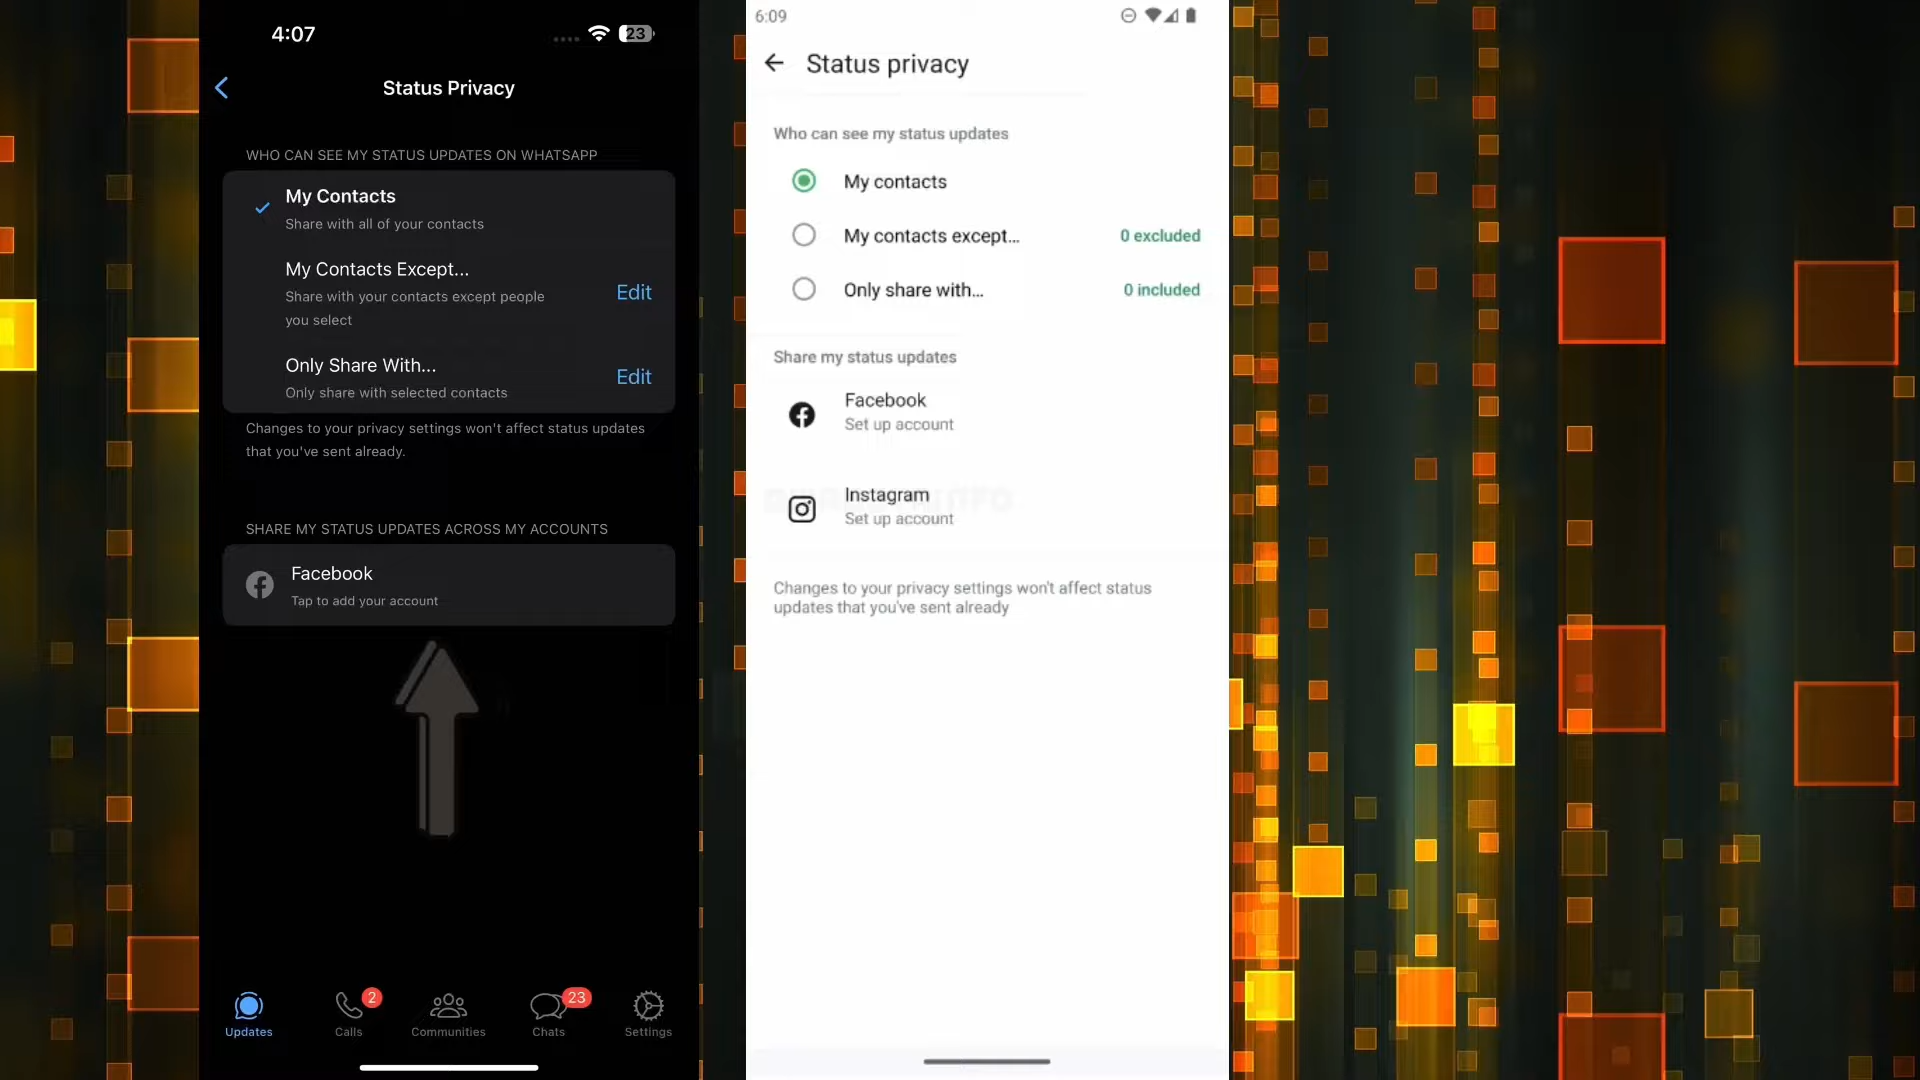 4:07
23
Status Privacy
WHO CAN SEE MY STATUS UPDATES ON WHATSAPP
My Contacts
Share with all of your contacts
My Contacts Except...
Share with your contacts except people
you select
Edit
Only Share With...
Only share with selected contacts
Edit
Changes to your privacy settings won't affect status updates
that you've sent already.
SHARE MY STATUS UPDATES ACROSS MY ACCOUNTS
Facebook
Tap to add your account
Updates
2
Calls
Communities
23
Chats
Settings
6:09
Status privacy
Who can see my status updates
My contacts
My contacts except...
0 excluded
Only share with...
0 included
Share my status updates
Facebook
Set up account
Instagram
Set up account
Changes to your privacy settings won't affect status
updates that you've sent already